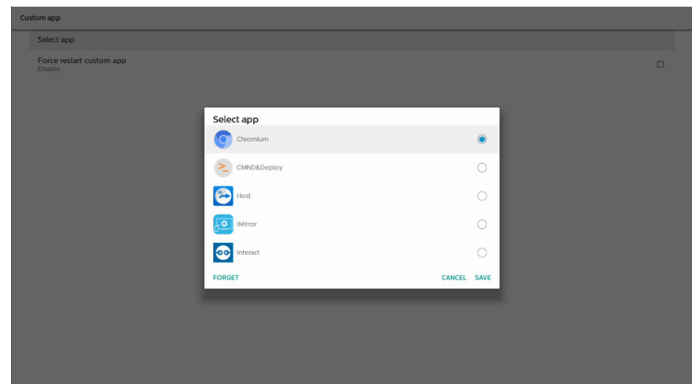 Custom app
Select app
Force restart custom app
Disable
Select app
Chromium
CMND&Deploy
Host
iMirror
Interact
FORGET CANCEL SAVE